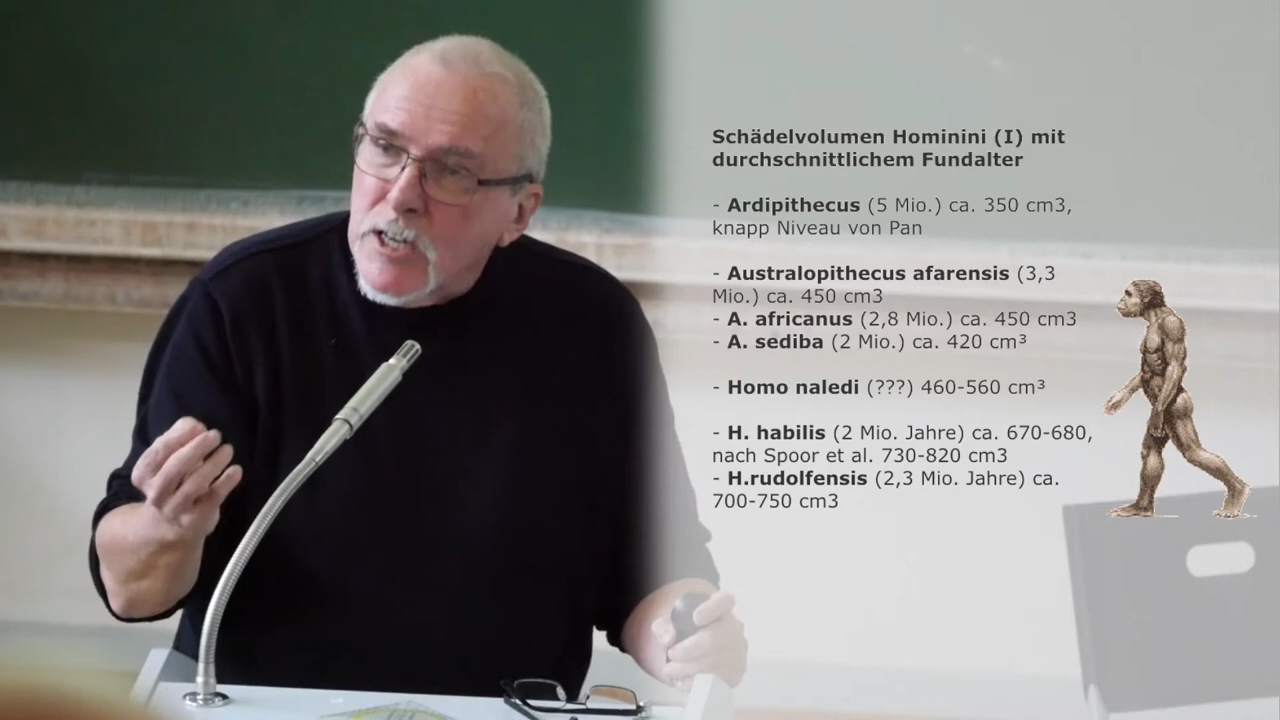 Schädelvolumen Hominini (I) mit
durchschnittlichem Fundalter
- Ardipithecus (5 Mio.) ca. 350 cm3,
knapp Niveau von Pan
- Australopithecus afarensis (3,3
Mio.) ca. 450 cm3
- A. africanus (2,8 Mio.) ca. 450 cm3
- A. sediba (2 Mio.) ca. 420 cm³
- Homo naledi (???) 460-560 cm³
- H. habilis (2 Mio. Jahre) ca. 670-680,
nach Spoor et al. 730-820 cm3
- H.rudolfensis (2,3 Mio. Jahre) ca.
700-750 cm3